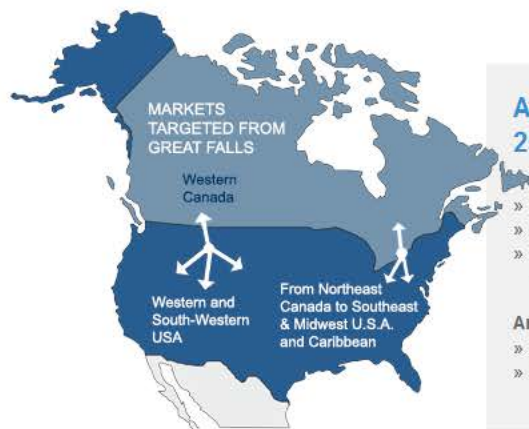 MARKETS
TARGETED FROM
GREAT FALLS
Western
Canada
Western and
South-Western
USA
From Northeast
Canada to Southeast
& Midwest U.S.A.
and Caribbean
»
»
»
»
»